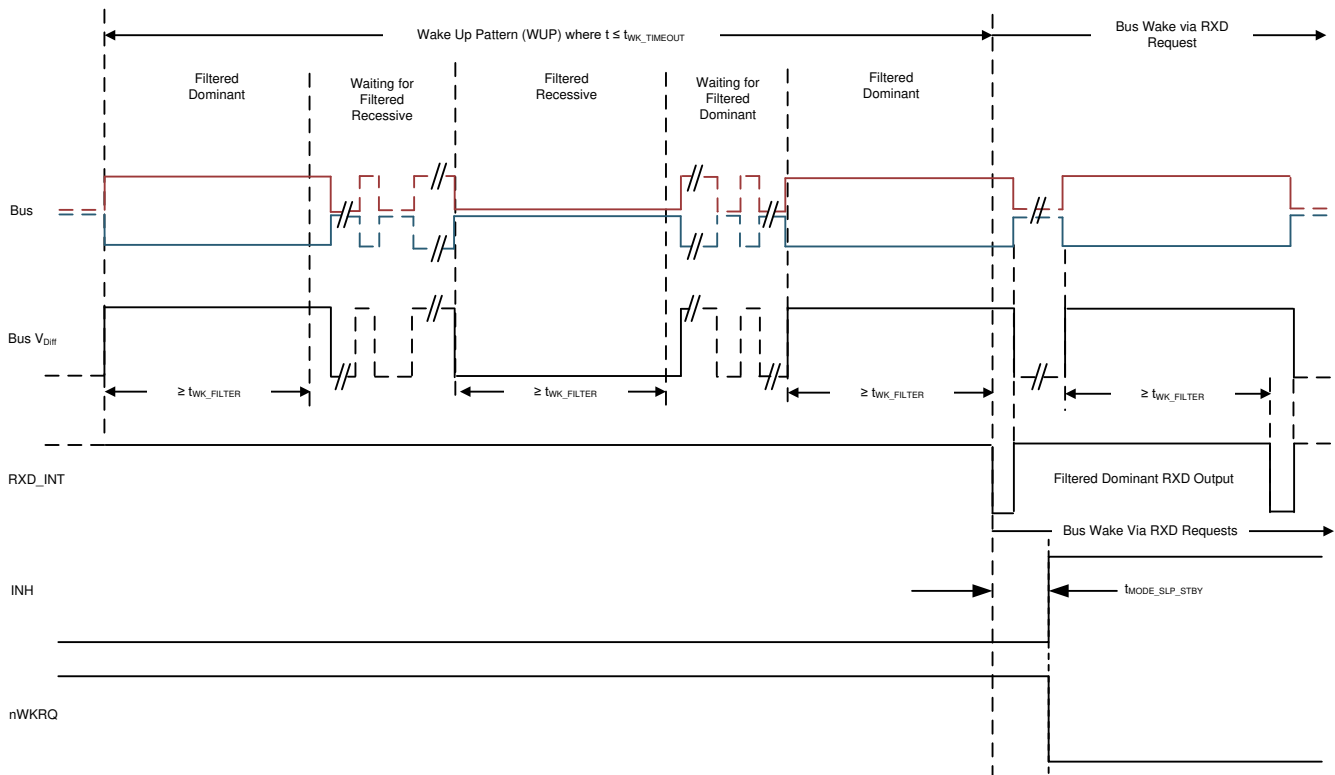 Wake Up Pattern (WUP) where t ≤ tWK_TIMEOUT
Bus Wake via RXD
Request
Filtered
Dominant
Waiting for
Filtered
Recessive
Filtered
Recessive
Waiting for
Filtered
Dominant
Filtered
Dominant
Bus
Bus VDiff
≥ tWK_FILTER
≥ tWK_FILTER
≥ tWK_FILTER
≥ tWK_FILTER
RXD_INT
Filtered Dominant RXD Output
Bus Wake Via RXD Requests
INH
tMODE_SLP_STBY
nWKRQ